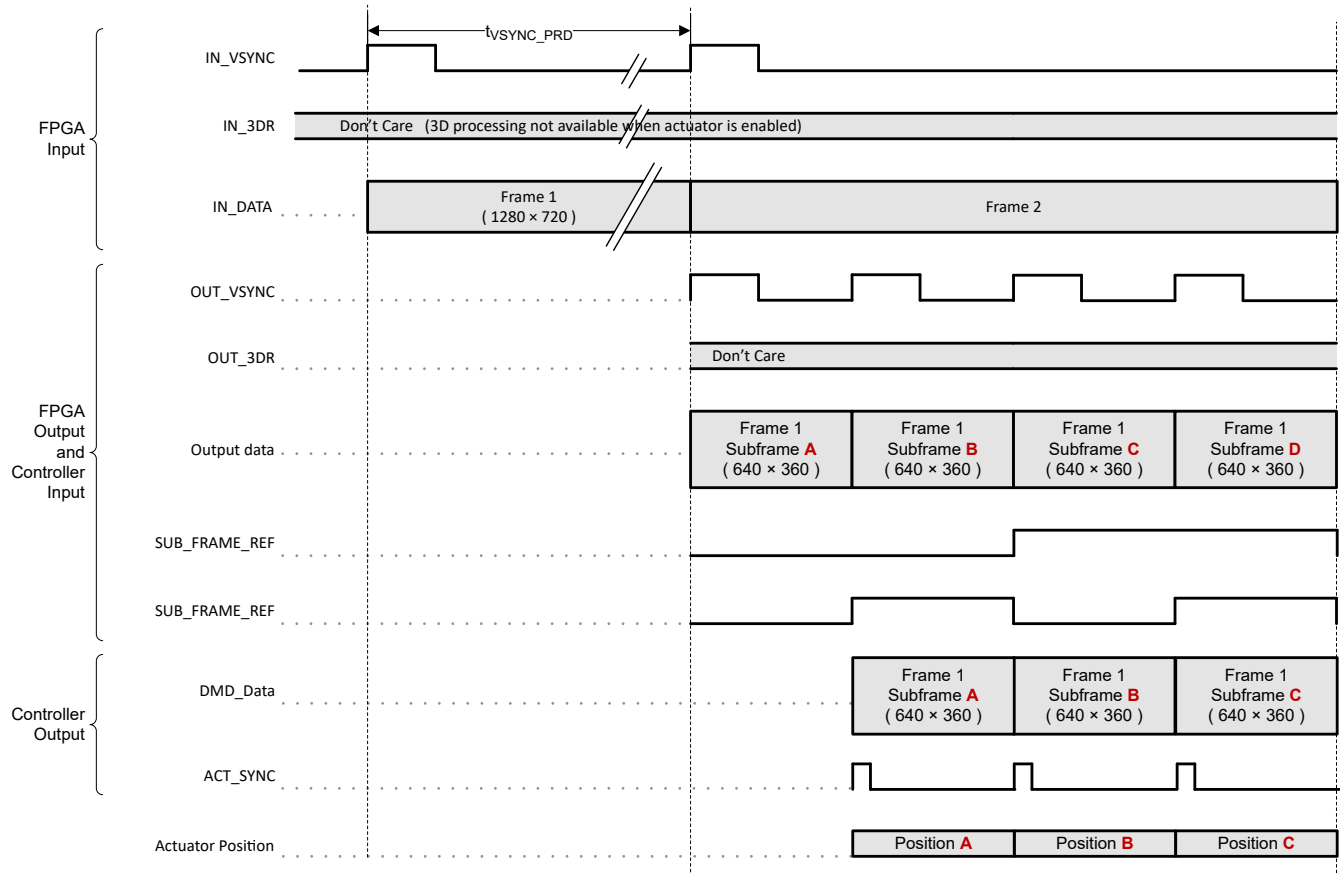 tVSYNC_PRD
IN_VSYNC
FPGA
Input
IN_3DR
Don't Care (3D processing not available when actuator is enabled)
IN_DATA
Frame 1
( 1280 × 720 )
Frame 2
OUT_VSYNC
OUT_3DR
Don't Care
FPGA
Output
and
Controller
Input
Output data
Frame 1
Subframe A
( 640 × 360 )
Frame 1
Subframe B
( 640 × 360 )
Frame 1
Subframe C
( 640 × 360 )
Frame 1
Subframe D
( 640 × 360 )
SUB_FRAME_REF
SUB_FRAME_REF
Controller
Output
DMD_Data
Frame 1
Subframe A
( 640 × 360 )
Frame 1
Subframe B
( 640 × 360 )
Frame 1
Subframe C
( 640 × 360 )
ACT_SYNC
Actuator Position
Position A
Position B
Position C